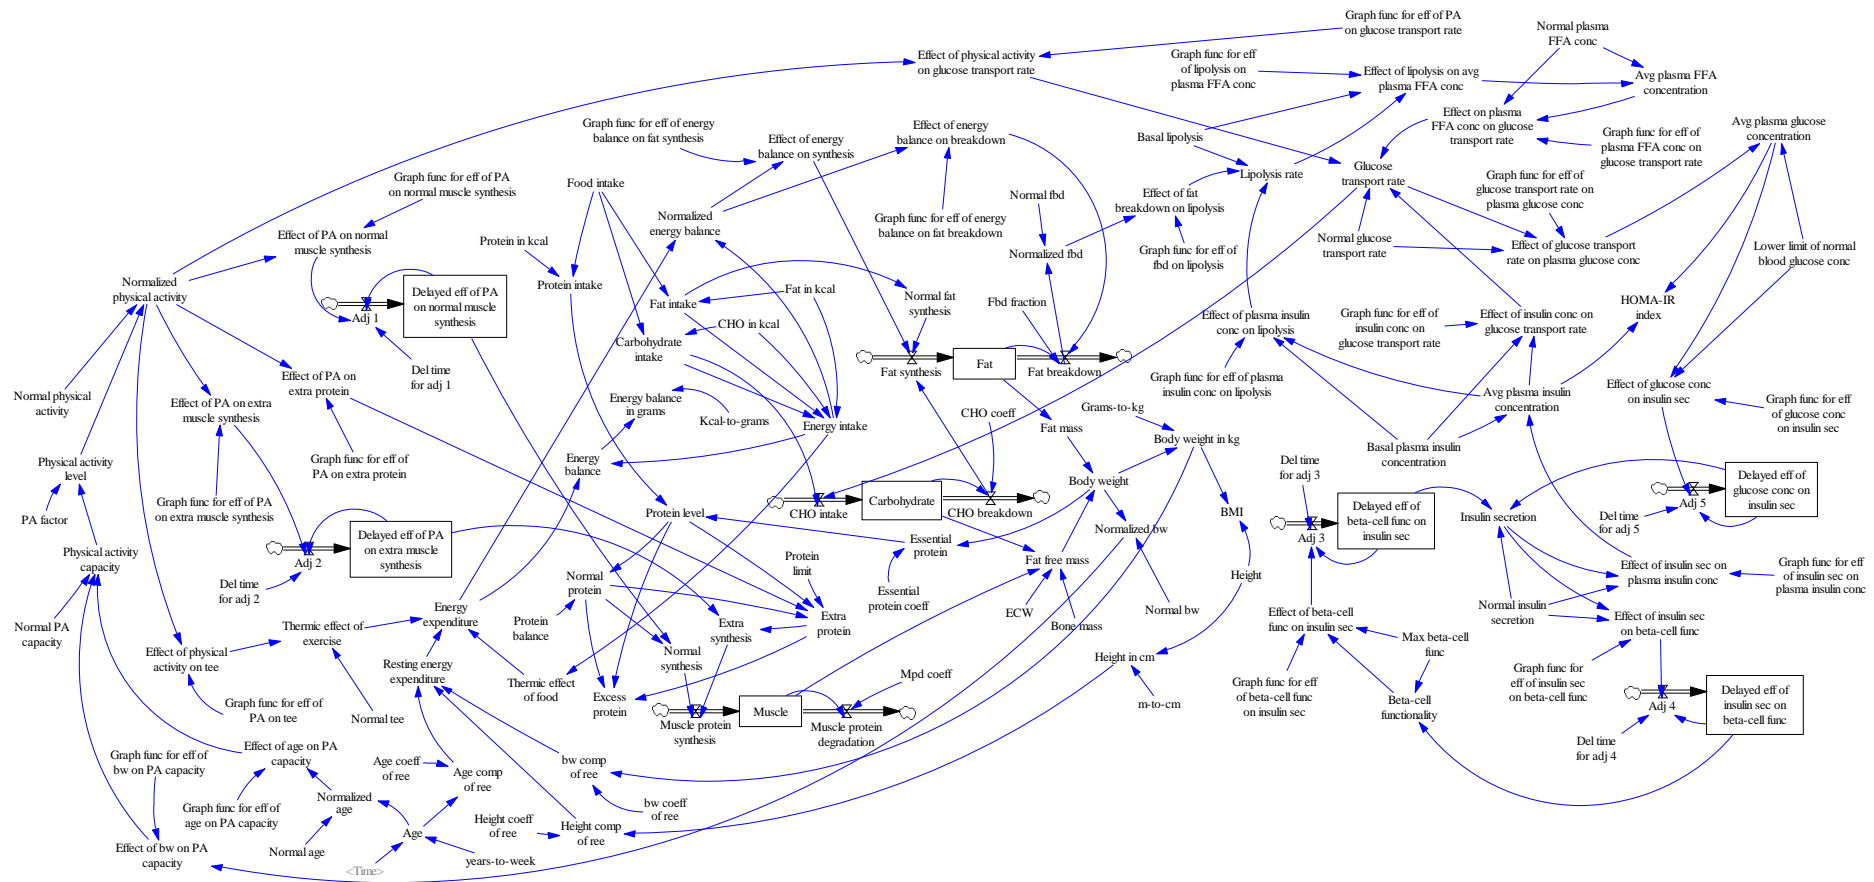 Graph func for eff of PA
on glucose transport rate
Normal plasma
FFA conc
Effect of physical activity
on glucose transport rate
Graph func for eff
of lipolysis on
plasma FFA conc
Effect of lipolysis on avg
plasma FFA conc
Avg plasma FFA
concentration
Graph func for eff of energy
balance on fat synthesis
Effect of energy
balance on synthesis
Effect of energy
balance on breakdown
Basal lipolysis
Effect on plasma
FFA conc on glucose
transport rate
Graph func for eff of
plasma FFA conc on
glucose transport rate
Avg plasma glucose
concentration
Graph func for eff of PA
on normal muscle synthesis
Food intake
Lipolysis rate
Glucose
transport rate
Graph func for eff of
glucose transport rate on
plasma glucose conc
Normalized
energy balance
Graph func for eff of energy
balance on fat breakdown
Normal fbd
Effect of fat
breakdown on lipolysis
Effect of PA on normal
muscle synthesis
Protein in kcal
Normalized fbd
Graph func for eff of
fbd on lipolysis
Normal glucose
transport rate
Effect of glucose transport
rate on plasma glucose conc
Lower limit of normal
blood glucose conc
Normalized
physical activity
Protein intake
Fat intake
Fat in kcal
Normal fat
synthesis
Fbd fraction
Delayed eff of PA
on normal muscle
synthesis
Adj 1
Effect of plasma insulin
conc on lipolysis
Graph func for eff of
insulin conc on
glucose transport rate
Effect of insulin conc on
glucose transport rate
HOMA-IR
index
CHO in kcal
Carbohydrate
intake
Fat synthesis
Fat
Fat breakdown
Del time
for adj 1
Graph func for eff of plasma
insulin conc on lipolysis
Normal physical
activity
Effect of PA on
extra protein
Effect of PA on extra
muscle synthesis
Energy balance
in grams
Kcal-to-grams
Energy intake
CHO coeff
Fat mass
Grams-to-kg
Body weight in kg
Avg plasma insulin
concentration
Effect of glucose conc
on insulin sec
Graph func for eff
of glucose conc
on insulin sec
Basal plasma insulin
concentration
Physical activity
level
Graph func for eff of
PA on extra protein
Energy
balance
Body weight
Del time
for adj 3
Delayed eff of
glucose conc on
insulin sec
Adj 5
PA factor
Graph func for eff of PA
on extra muscle synthesis
Protein level
CHO intake
Carbohydrate
CHO breakdown
Normalized bw
BMI
Delayed eff of
beta-cell func on
insulin sec
Adj 3
Insulin secretion
Del time
for adj 5
Physical activity
capacity
Adj 2
Delayed eff of PA
on extra muscle
synthesis
Essential
protein
Fat free mass
Height
Effect of insulin sec on
plasma insulin conc
Graph func for eff
of insulin sec on
plasma insulin conc
Del time
for adj 2
Normal
protein
Protein
limit
Essential
protein coeff
ECW
Bone mass
Normal bw
Effect of beta-cell
func on insulin sec
Normal insulin
secretion
Effect of insulin sec
on beta-cell func
Normal PA
capacity
Thermic effect of
exercise
Energy
expenditure
Protein
balance
Extra
synthesis
Extra
protein
Max beta-cell
func
Effect of physical
activity on tee
Resting energy
expenditure
Thermic effect
of food
Normal
synthesis
Excess
protein
Mpd coeff
Height in cm
m-to-cm
Graph func for eff
of beta-cell func
on insulin sec
Beta-cell
functionality
Graph func for
eff of insulin sec
on beta-cell func
Adj 4
Delayed eff of
insulin sec on
beta-cell func
Graph func for eff of
PA on tee
Normal tee
Muscle protein
synthesis
Muscle
Muscle protein
degradation
Del time
for adj 4
Graph func for eff of
bw on PA capacity
Effect of age on PA
capacity
Age coeff
of ree
Age comp
of ree
bw comp
of ree
Graph func for eff of
age on PA capacity
Normalized
age
Height coeff
of ree
bw coeff
of ree
Effect of bw on PA
capacity
Normal age
Age
years-to-week
Height comp
of ree
<Time>